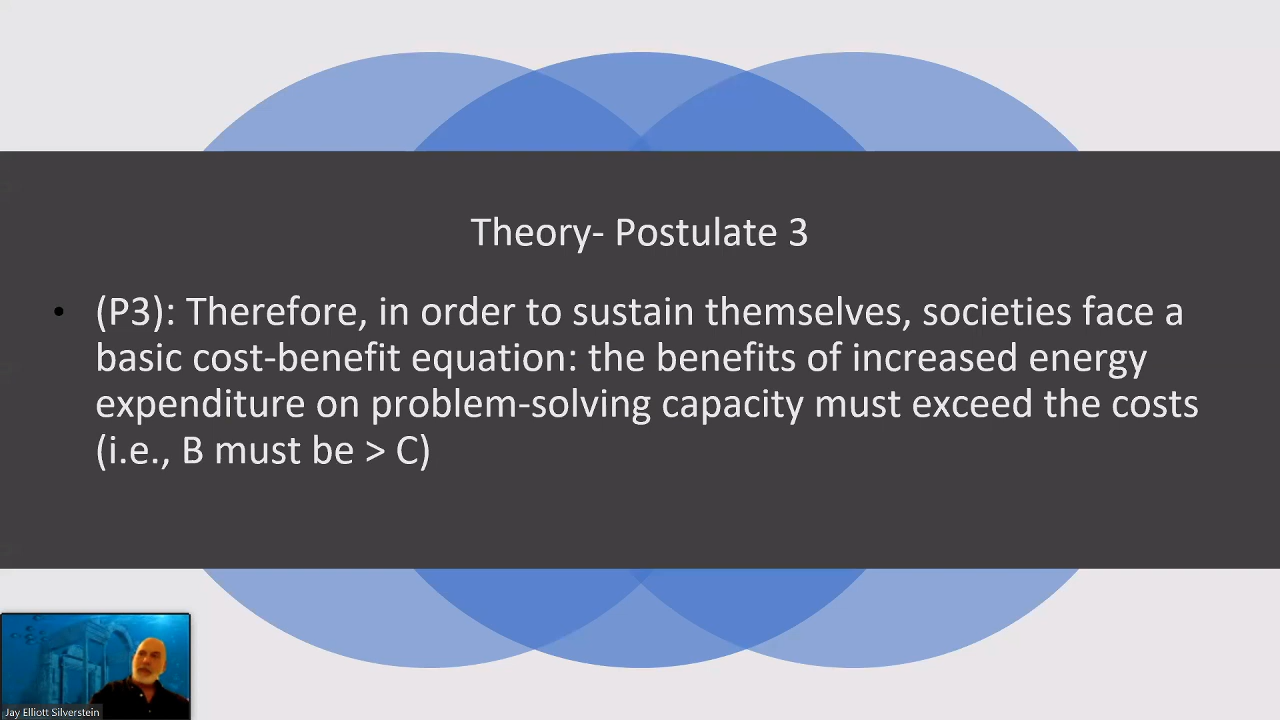 Theory- Postulate 3
• (P3): Therefore, in order to sustain themselves, societies face a
basic cost-benefit equation: the benefits of increased energy
expenditure on problem-solving capacity must exceed the costs
(i.e., B must be > C)
Jay Elliott Silverstein